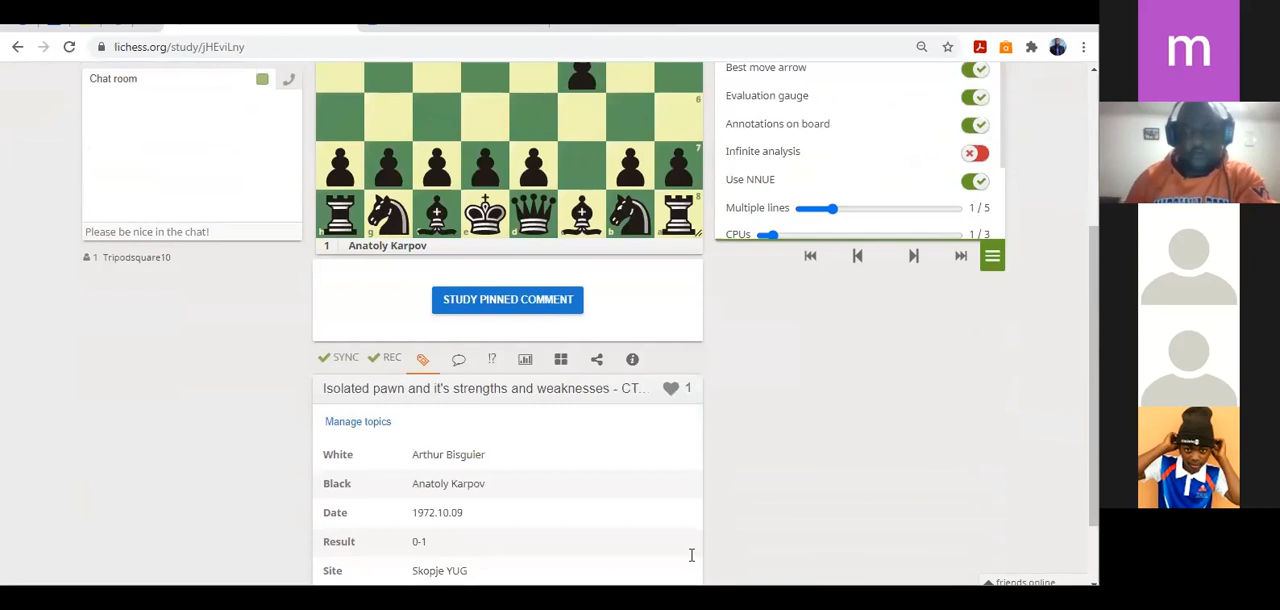 lichess.org/study/jHEviLny
Chat room
Please be nice in the chat!
1 Tripodsquare10
6
7
8
h g f e d c b a
1 Anatoly Karpov
STUDY PINNED COMMENT
SYNC REC !?
Isolated pawn and it's strengths and weaknesses - CT...
1
Manage topics
White Arthur Bisguier
Black Anatoly Karpov
Date 1972.10.09
Result 0-1
Site Skopje YUG
Best move arrow
Evaluation gauge
Annotations on board
Infinite analysis
Use NNUE
Multiple lines 1 / 5
CPUs 1 / 3
friends online
m